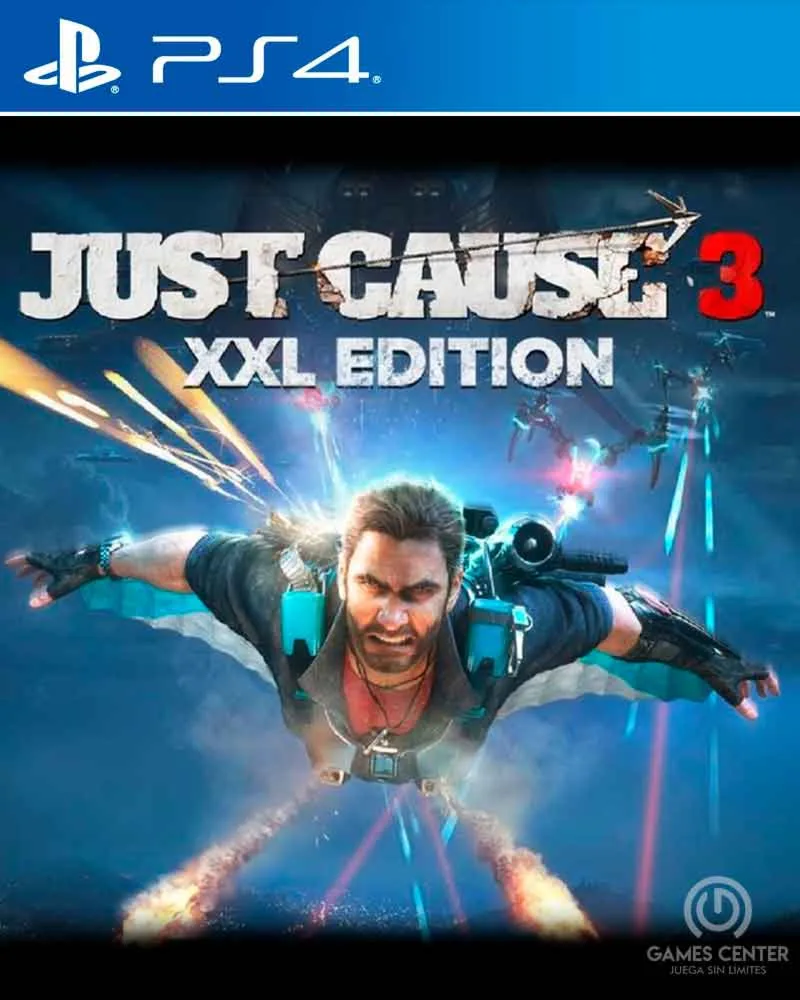 PS4
JUST CAUSE 3
XXL EDITION
GAMES CENTER
JUEGA SIN LIMITES